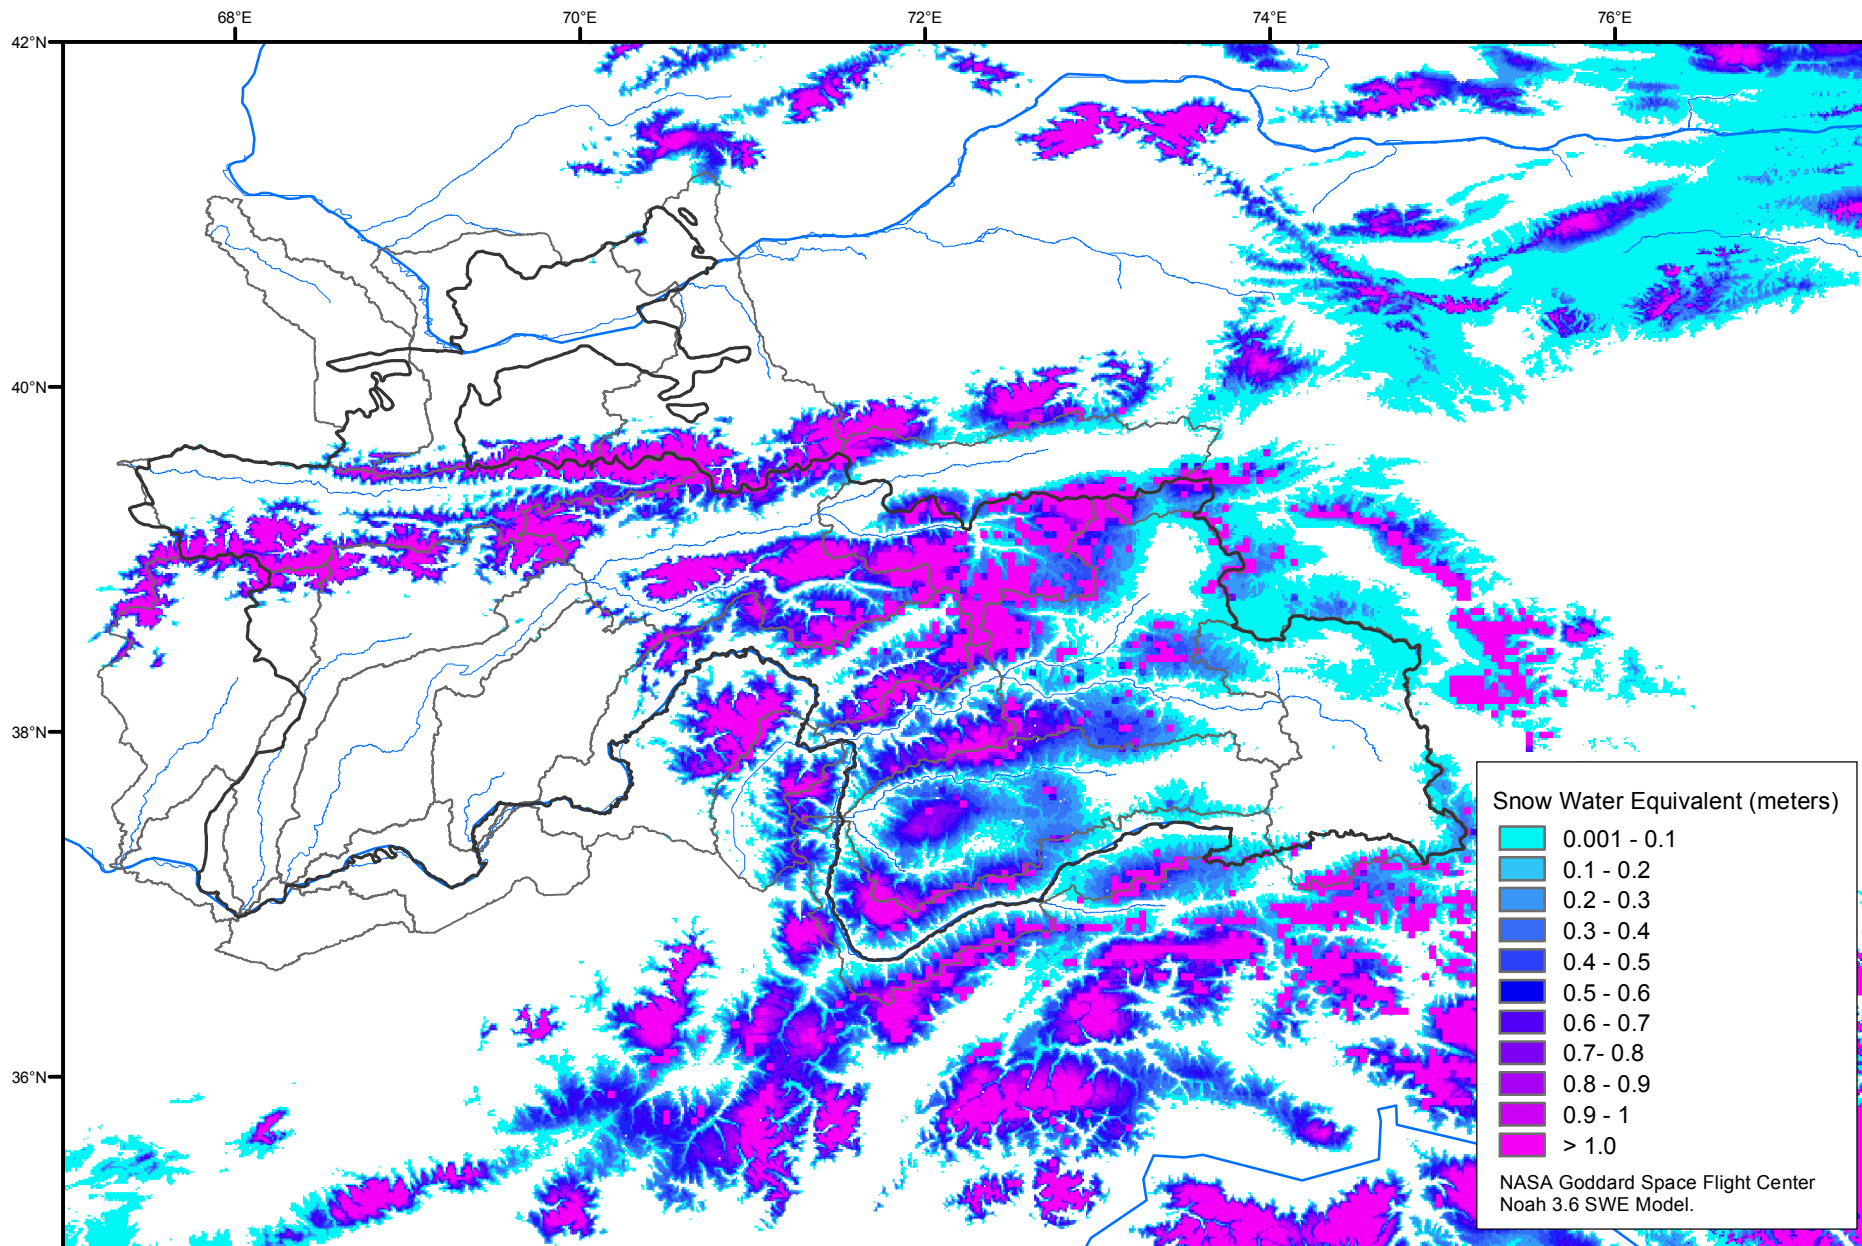 68°E
70°E
72°E
74°E
76°E
42°N
40°N
38°N
36°N
Snow Water Equivalent (meters)
0.001 - 0.1
0.1 - 0.2
0.2 - 0.3
0.3 - 0.4
0.4 - 0.5
0.5 - 0.6
0.6 - 0.7
0.7- 0.8
0.8 - 0.9
0.9 - 1
> 1.0
NASA Goddard Space Flight Center
Noah 3.6 SWE Model.